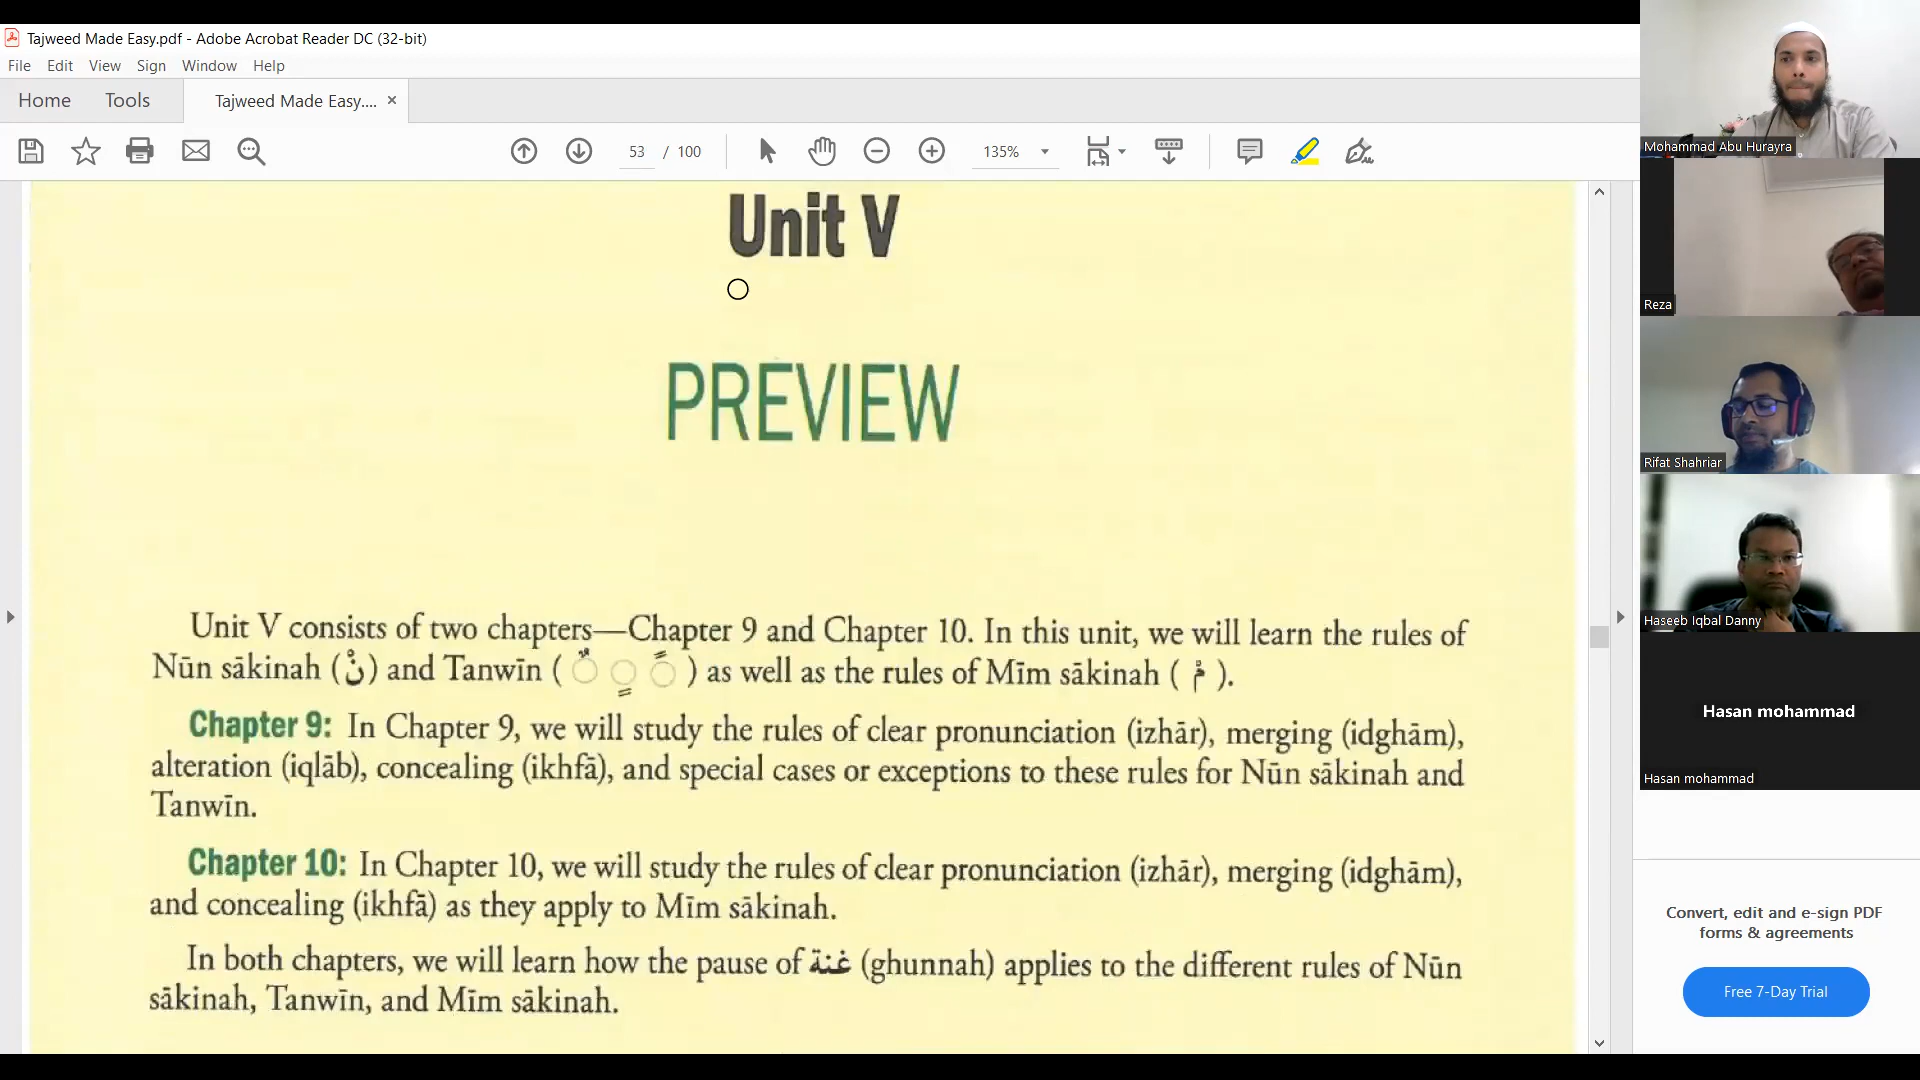 Tajweed Made Easy.pdf - Adobe Acrobat Reader DC (32-bit)
File Edit View Sign Window Help
Home Tools Tajweed Made Easy.... ×
53 / 100 135%
Unit V
PREVIEW
Unit V consists of two chapters—Chapter 9 and Chapter 10. In this unit, we will learn the rules of
Nūn sākinah (نْ) and Tanwīn ( ◌ٌ ◌ٍ ◌ً ) as well as the rules of Mīm sākinah ( مْ ).
Chapter 9: In Chapter 9, we will study the rules of clear pronunciation (izhār), merging (idghām),
alteration (iqlāb), concealing (ikhfā), and special cases or exceptions to these rules for Nūn sākinah and
Tanwīn.
Chapter 10: In Chapter 10, we will study the rules of clear pronunciation (izhār), merging (idghām),
and concealing (ikhfā) as they apply to Mīm sākinah.
In both chapters, we will learn how the pause of غنة (ghunnah) applies to the different rules of Nūn
sākinah, Tanwīn, and Mīm sākinah.
Mohammad Abu Hurayra
Reza
Rifat Shahriar
Haseeb Iqbal Danny
Hasan mohammad
Hasan mohammad
Convert, edit and e-sign PDF
forms & agreements
Free 7-Day Trial